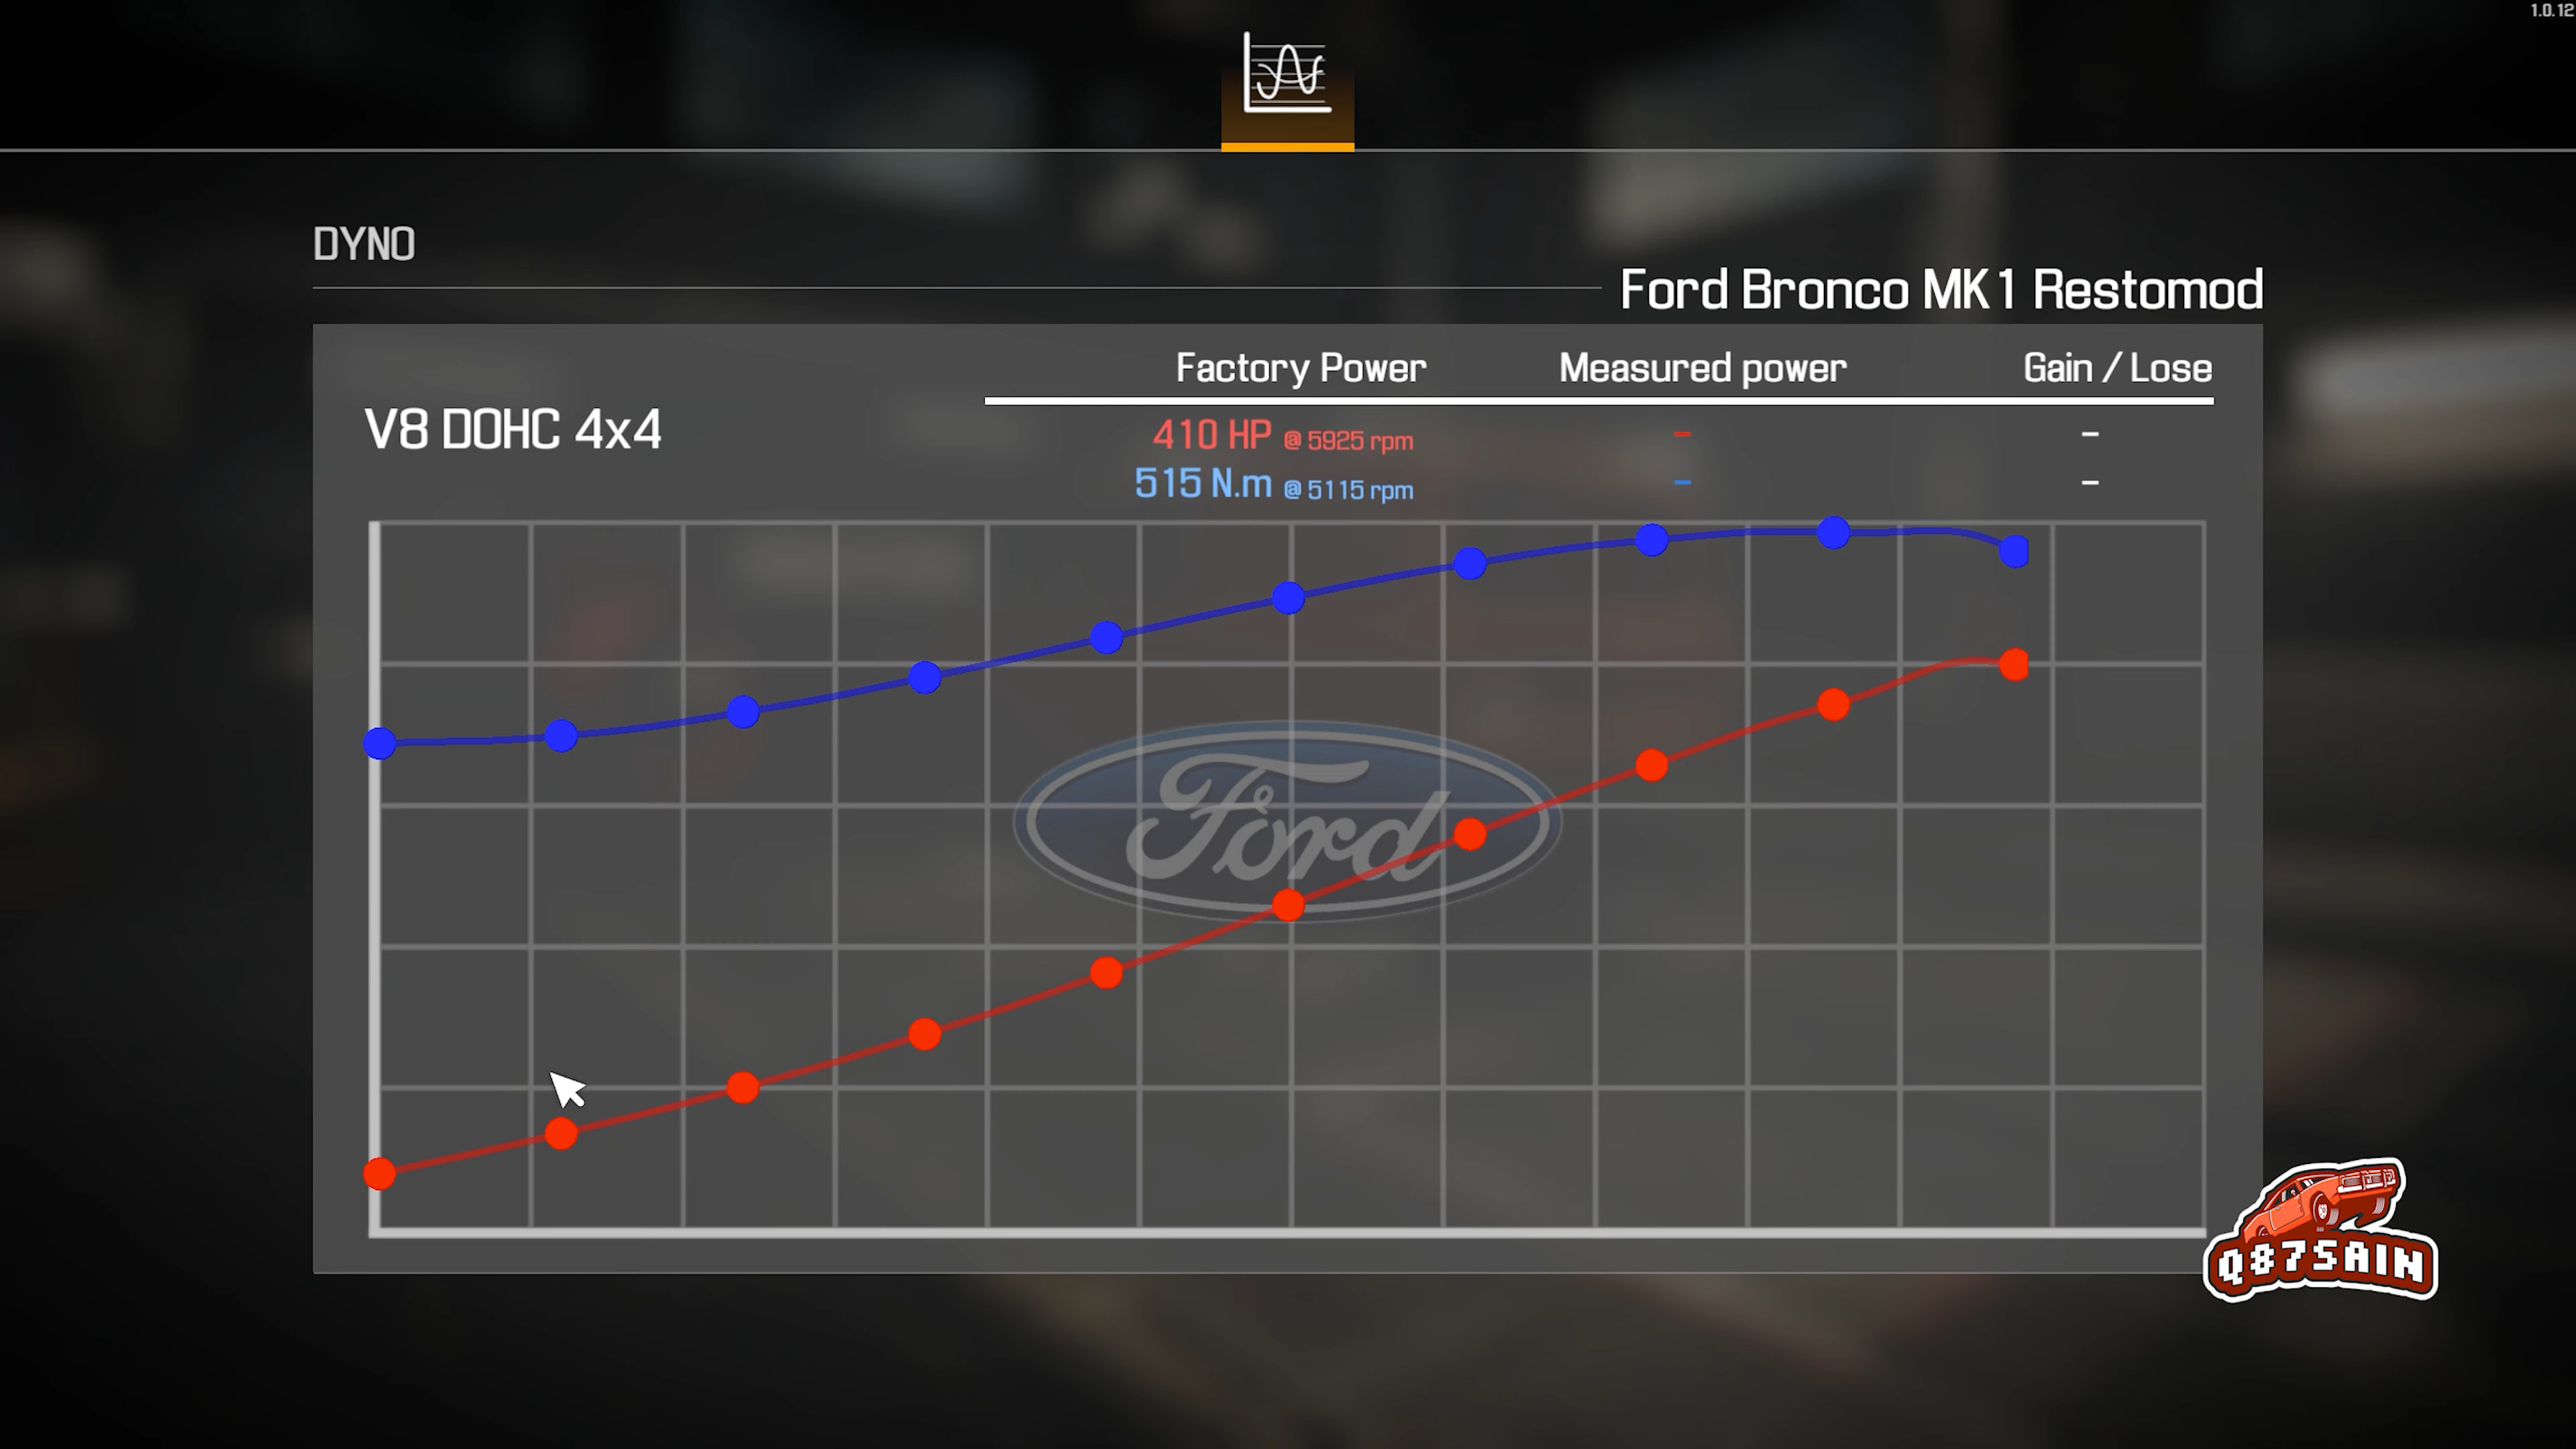 1.0.12
DYNO
Ford Bronco MK1 Restomod
Factory Power Measured power Gain / Lose
V8 DOHC 4x4
410 HP @ 5925 rpm - -
515 N.m @ 5115 rpm - -
Ford
Q87SAIN